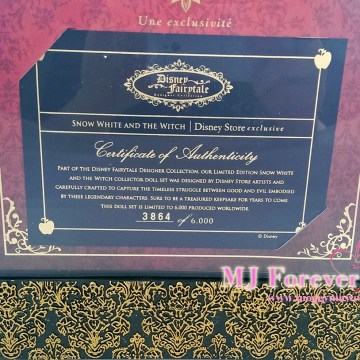 Une exclusivité
Disney
Fairytale
Designer Collection
SNOW WHITE AND THE WITCH | Disney Store exclusive
Certificate of Authenticity
PART OF THE DISNEY FAIRYTALE DESIGNER COLLECTION, OUR LIMITED EDITION SNOW WHITE
AND THE WITCH COLLECTOR DOLL SET WAS DESIGNED BY DISNEY STORE ARTISTS AND
CAREFULLY CRAFTED TO CAPTURE THE TIMELESS STRUGGLE BETWEEN GOOD AND EVIL EMBODIED
BY THESE LEGENDARY CHARACTERS. SURE TO BE A TREASURED KEEPSAKE FOR YEARS TO COME
THIS DOLL SET IS LIMITED TO 6,000 PRODUCED WORLDWIDE.
3864 of 6,000
© Disney
MJ Forever